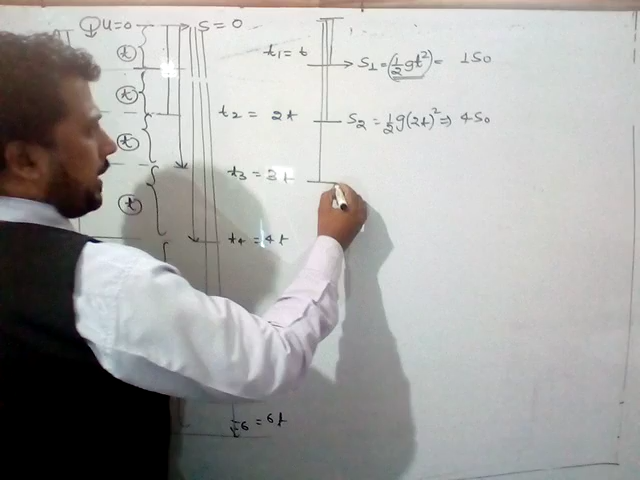 u=0 S=0
t t₁ = t S₁ = (½gt²) = 1S₀
t
t₂ = 2t S₂ = ½g(2t)² ⇒ 4S₀
t
t₃ = 3t
t
t₄ = 4t
t₆ = 6t